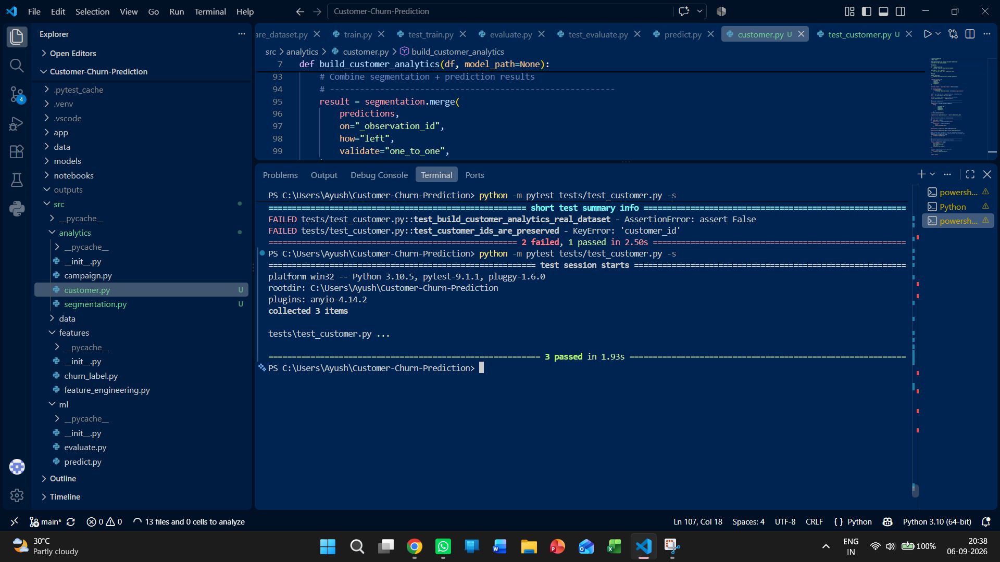 File Edit Selection View Go Run Terminal Help
Customer-Churn-Prediction
Explorer
Open Editors
Customer-Churn-Prediction
.pytest_cache
.venv
.vscode
app
data
models
notebooks
outputs
src
__pycache__
analytics
__pycache__
__init__.py
campaign.py
customer.py U
segmentation.py U
data
features
__pycache__
__init__.py
churn_label.py
feature_engineering.py
ml
__pycache__
__init__.py
evaluate.py
predict.py
Outline
Timeline
4
are_dataset.py train.py test_train.py evaluate.py test_evaluate.py predict.py customer.py U test_customer.py U
src > analytics > customer.py > build_customer_analytics
7 def build_customer_analytics(df, model_path=None):
93 # Combine segmentation + prediction results
94 # ---------------------------------------------------------
95 result = segmentation.merge(
96 predictions,
97 on="_observation_id",
98 how="left",
99 validate="one_to_one",
Problems Output Debug Console Terminal Ports
PS C:\Users\Ayush\Customer-Churn-Prediction> python -m pytest tests/test_customer.py -s
short test summary info
FAILED tests/test_customer.py::test_build_customer_analytics_real_dataset - AssertionError: assert False
FAILED tests/test_customer.py::test_customer_ids_are_preserved - KeyError: 'customer_id'
2 failed, 1 passed in 2.50s
PS C:\Users\Ayush\Customer-Churn-Prediction> python -m pytest tests/test_customer.py -s
test session starts
platform win32 -- Python 3.10.5, pytest-9.1.1, pluggy-1.6.0
rootdir: C:\Users\Ayush\Customer-Churn-Prediction
plugins: anyio-4.14.2
collected 3 items
tests\test_customer.py ...
3 passed in 1.93s
PS C:\Users\Ayush\Customer-Churn-Prediction>
powersh...
Python
powersh...
main* 0 0 13 files and 0 cells to analyze Ln 107, Col 18 Spaces: 4 UTF-8 CRLF { } Python Python 3.10 (64-bit)
30°C
Partly cloudy
ENG
IN
100%
20:38
06-09-2026